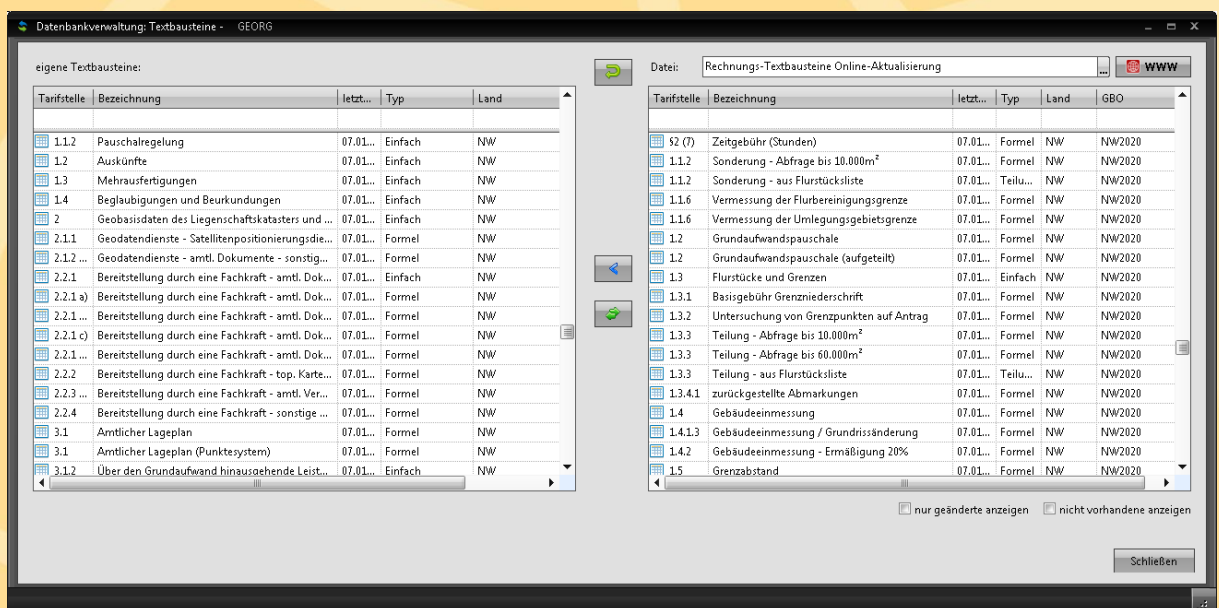 Datenbankverwaltung: Textbausteine - GEORG
eigene Textbausteine:
Tarifstelle Bezeichnung letzt... Typ Land
1.1.2 Pauschalregelung 07.01... Einfach NW
1.2 Auskünfte 07.01... Einfach NW
1.3 Mehrausfertigungen 07.01... Einfach NW
1.4 Beglaubigungen und Beurkundungen 07.01... Einfach NW
2 Geobasisdaten des Liegenschaftskatasters und ... 07.01... Einfach NW
2.1.1 Geodatendienste - Satellitenpositionierungsdie... 07.01... Formel NW
2.1.2 ... Geodatendienste - amtl. Dokumente - sonstig... 07.01... Formel NW
2.2.1 Bereitstellung durch eine Fachkraft - amtl. Dok... 07.01... Einfach NW
2.2.1 a) Bereitstellung durch eine Fachkraft - amtl. Dok... 07.01... Formel NW
2.2.1 ... Bereitstellung durch eine Fachkraft - amtl. Dok... 07.01... Formel NW
2.2.1 c) Bereitstellung durch eine Fachkraft - amtl. Dok... 07.01... Formel NW
2.2.1 ... Bereitstellung durch eine Fachkraft - amtl. Dok... 07.01... Formel NW
2.2.2 Bereitstellung durch eine Fachkraft - top. Karte... 07.01... Formel NW
2.2.3 ... Bereitstellung durch eine Fachkraft - amtl. Ver... 07.01... Formel NW
2.2.4 Bereitstellung durch eine Fachkraft - sonstige ... 07.01... Formel NW
3.1 Amtlicher Lageplan 07.01... Formel NW
3.1 Amtlicher Lageplan (Punktesystem) 07.01... Formel NW
3.1.2 Über den Grundaufwand hinausgehende Leist... 07.01... Einfach NW
Datei: Rechnungs-Textbausteine Online-Aktualisierung ... WWW
Tarifstelle Bezeichnung letzt... Typ Land GBO
§2 (7) Zeitgebühr (Stunden) 07.01... Formel NW NW2020
1.1.2 Sonderung - Abfrage bis 10.000m² 07.01... Formel NW NW2020
1.1.2 Sonderung - aus Flurstücksliste 07.01... Teilu... NW NW2020
1.1.6 Vermessung der Flurbereinigungsgrenze 07.01... Formel NW NW2020
1.1.6 Vermessung der Umlegungsgebietsgrenze 07.01... Formel NW NW2020
1.2 Grundaufwandspauschale 07.01... Formel NW NW2020
1.2 Grundaufwandspauschale (aufgeteilt) 07.01... Formel NW NW2020
1.3 Flurstücke und Grenzen 07.01... Einfach NW NW2020
1.3.1 Basisgebühr Grenzniederschrift 07.01... Formel NW NW2020
1.3.2 Untersuchung von Grenzpunkten auf Antrag 07.01... Formel NW NW2020
1.3.3 Teilung - Abfrage bis 10.000m² 07.01... Formel NW NW2020
1.3.3 Teilung - Abfrage bis 60.000m² 07.01... Formel NW NW2020
1.3.3 Teilung - aus Flurstücksliste 07.01... Teilu... NW NW2020
1.3.4.1 zurückgestellte Abmarkungen 07.01... Formel NW NW2020
1.4 Gebäudeeinmessung 07.01... Formel NW NW2020
1.4.1.3 Gebäudeeinmessung / Grundrissänderung 07.01... Formel NW NW2020
1.4.2 Gebäudeeinmessung - Ermäßigung 20% 07.01... Formel NW NW2020
1.5 Grenzabstand 07.01... Formel NW NW2020
nur geänderte anzeigen nicht vorhandene anzeigen
Schließen